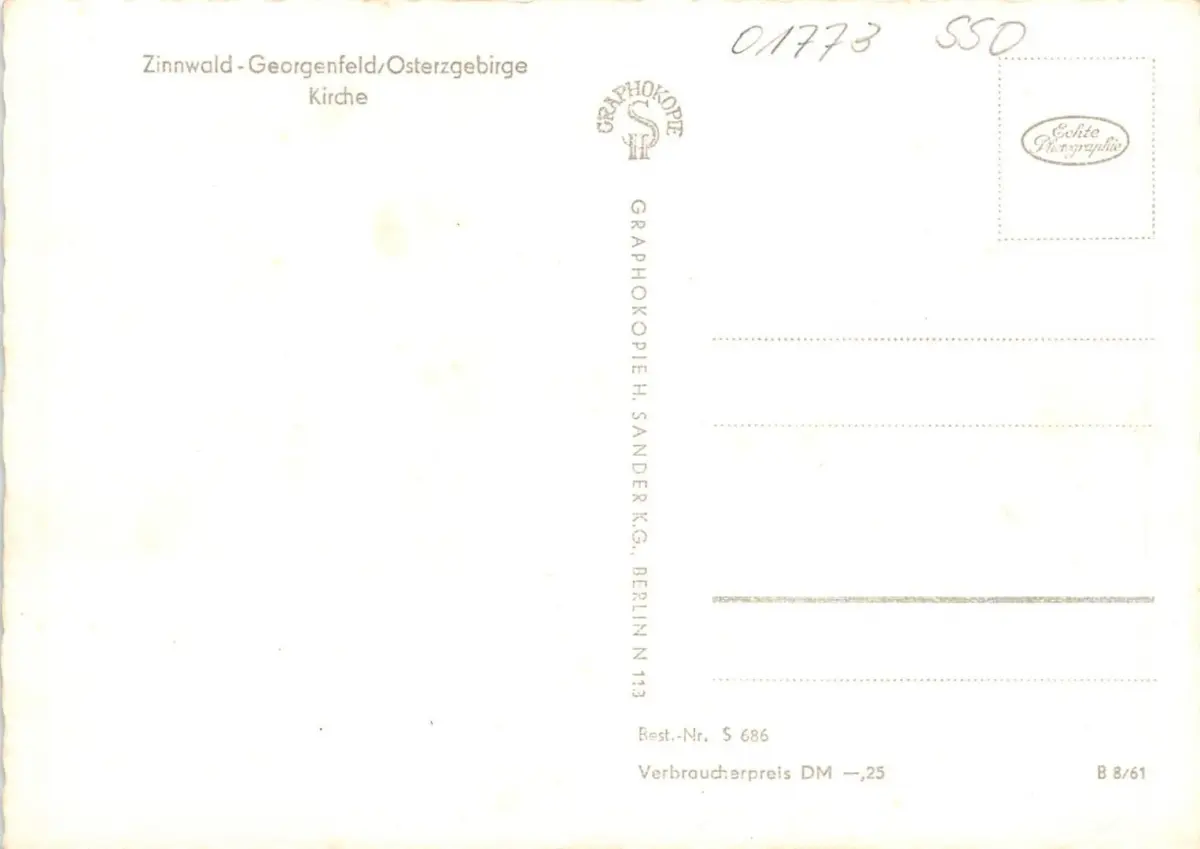 Zinnwald-Georgenfeld/Osterzgebirge
Kirche
01773 SSO
GRAPHOKOPIE
SH
Echte
Photographie
GRAPHOKOPIE H. SANDER K.G., BERLIN N 113
Best.-Nr. S 686
Verbraucherpreis DM —,25
B 8/61